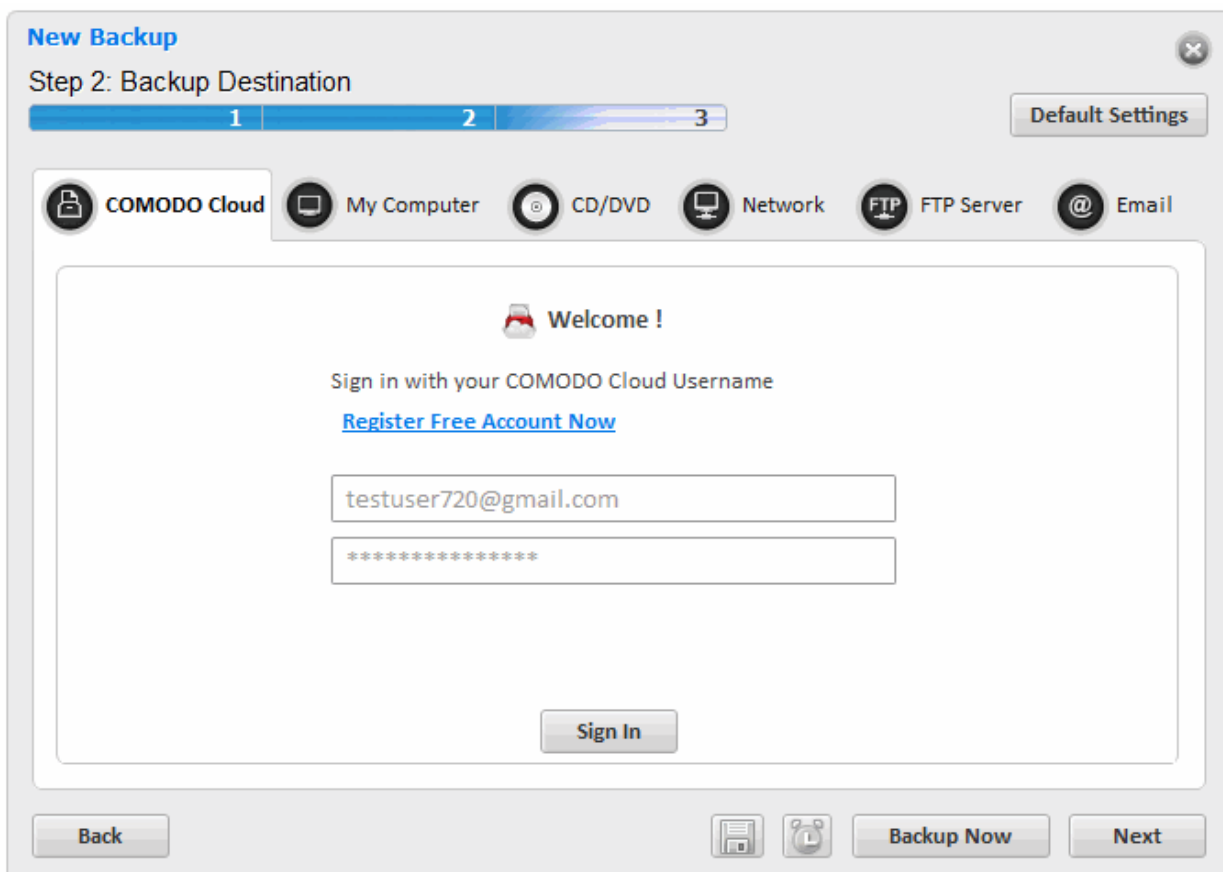 New Backup
Step 2: Backup Destination
1 2 3
Default Settings
COMODO Cloud My Computer CD/DVD Network FTP FTP Server @ Email
Welcome !
Sign in with your COMODO Cloud Username
Register Free Account Now
testuser720@gmail.com
***************
Sign In
Back Backup Now Next